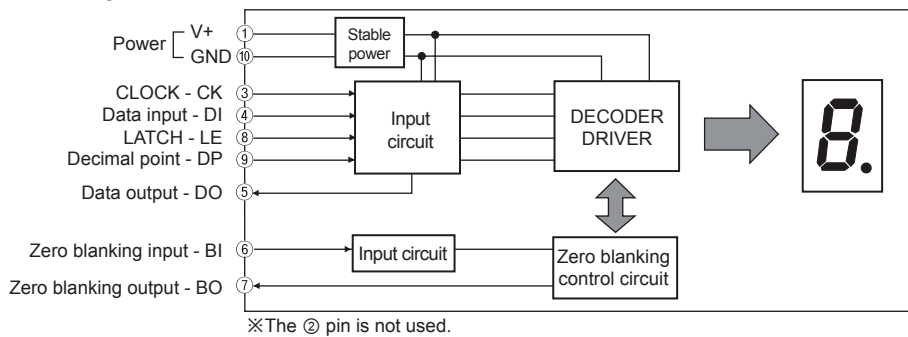 Power
V+ ①
GND ⑩
Stable
power
CLOCK - CK ③
Data input - DI ④
LATCH - LE ⑧
Decimal point - DP ⑨
Data output - DO ⑤
Input
circuit
DECODER
DRIVER
8.
Zero blanking input - BI ⑥
Zero blanking output - BO ⑦
Input circuit
Zero blanking
control circuit
※The ② pin is not used.